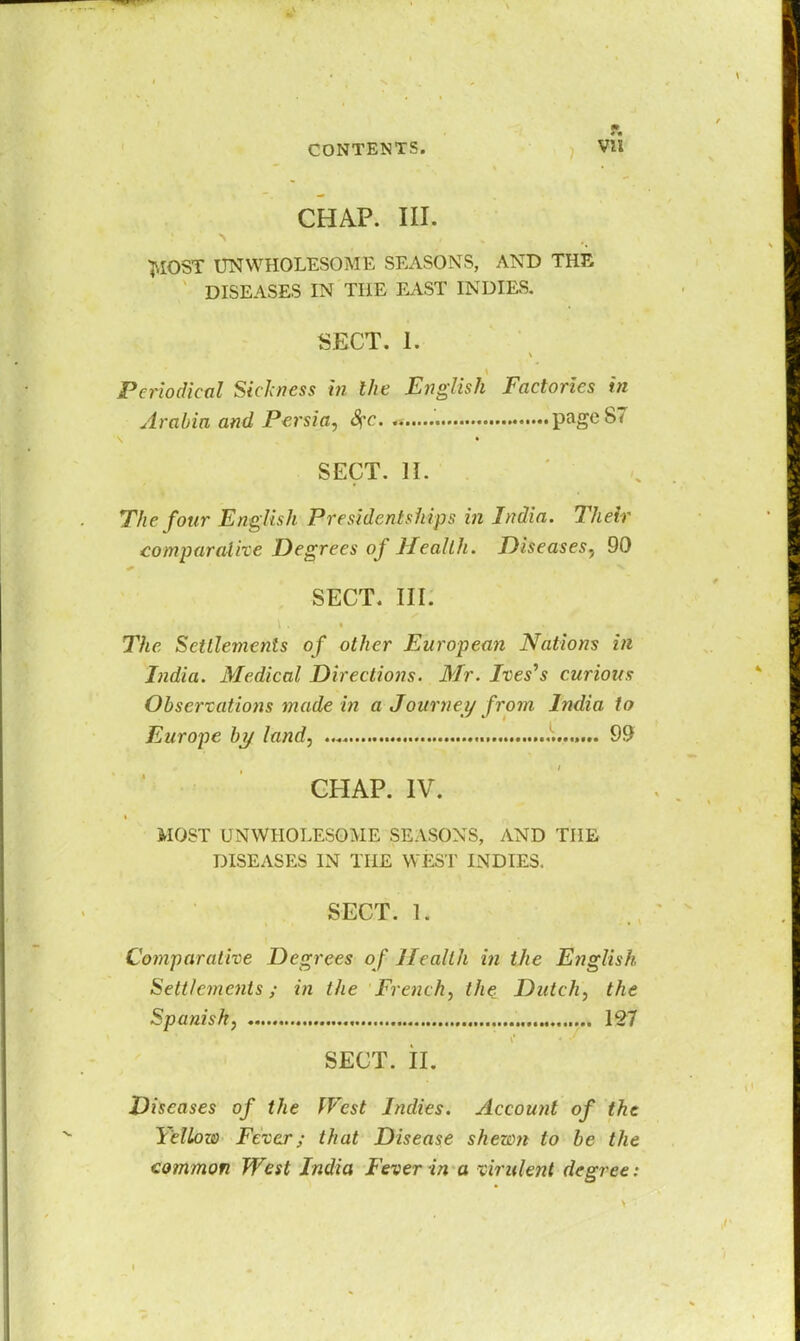 CONTENTS. vii
CHAP. III.
MOST UNWHOLESOME SEASONS, AND THE
DISEASES IN THE EAST INDIES.
SECT. I.
Periodical Sickness in the English Factories in
Arabia and Persia, &c. ........................ page 87
SECT. II.
The four English Presidentships in India. Their
comparative Degrees of Health. Diseases, 90
SECT. III.
The Settlements of other European Nations in
India. Medical Directions. Mr. Ives's curious
Observations made in a Journey from India to
Europe by land, ........................................ 99
CHAP. IV.
MOST UNWHOLESOME SEASONS, AND THE
DISEASES IN THE WEST INDIES.
SECT. I.
Comparative Degrees of Health in the English
Settlements; in the French, the Dutch, the
Spanish, .................................................. 127
SECT. II.
Diseases of the West Indies. Account of the
Yellow Fever; that Disease shewn to be the
common West India Fever in a virulent degree: